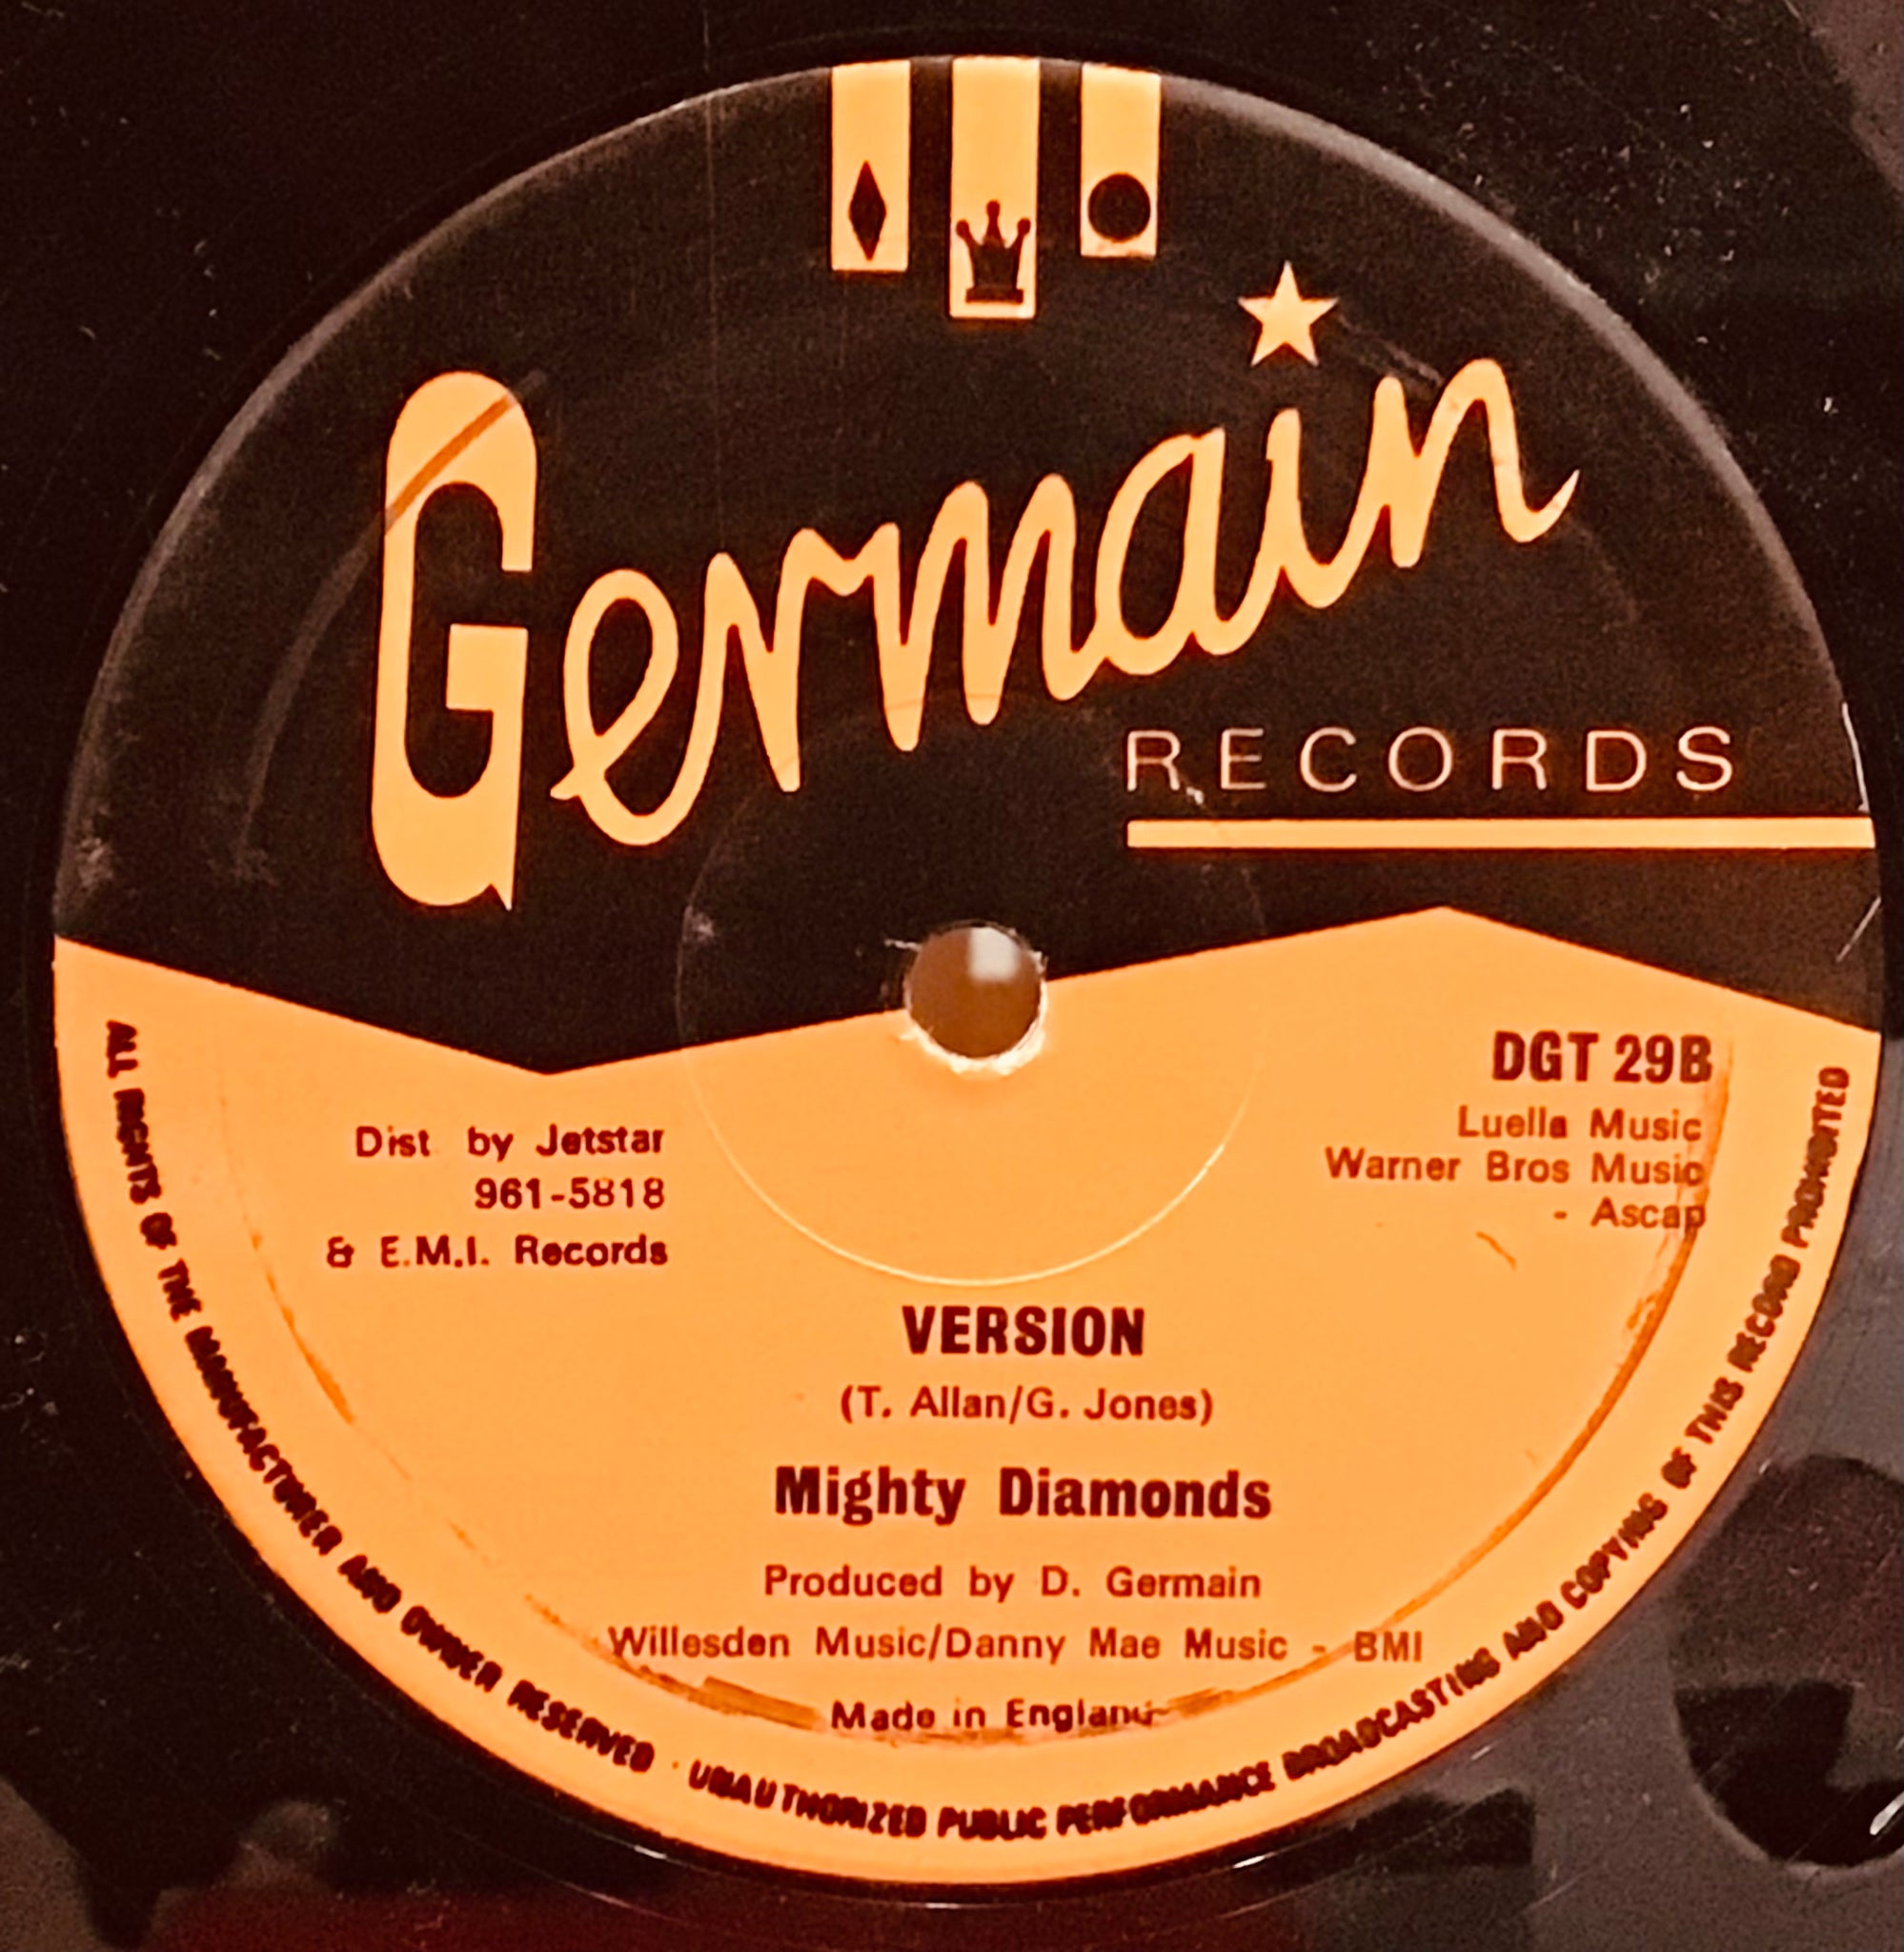 Germain
RECORDS
DGT 29B
Luella Music
Warner Bros Music
- Ascap
Dist by Jetstar
961-5818
& E.M.I. Records
VERSION
(T. Allan/G. Jones)
Mighty Diamonds
Produced by D. Germain
Willesden Music/Danny Mae Music - BMI
Made in England
ALL RIGHTS OF THE MANUFACTURER AND OWNER RESERVED · UNAUTHORIZED PUBLIC PERFORMANCE BROADCASTING AND COPYING OF THIS RECORD PROHIBITED